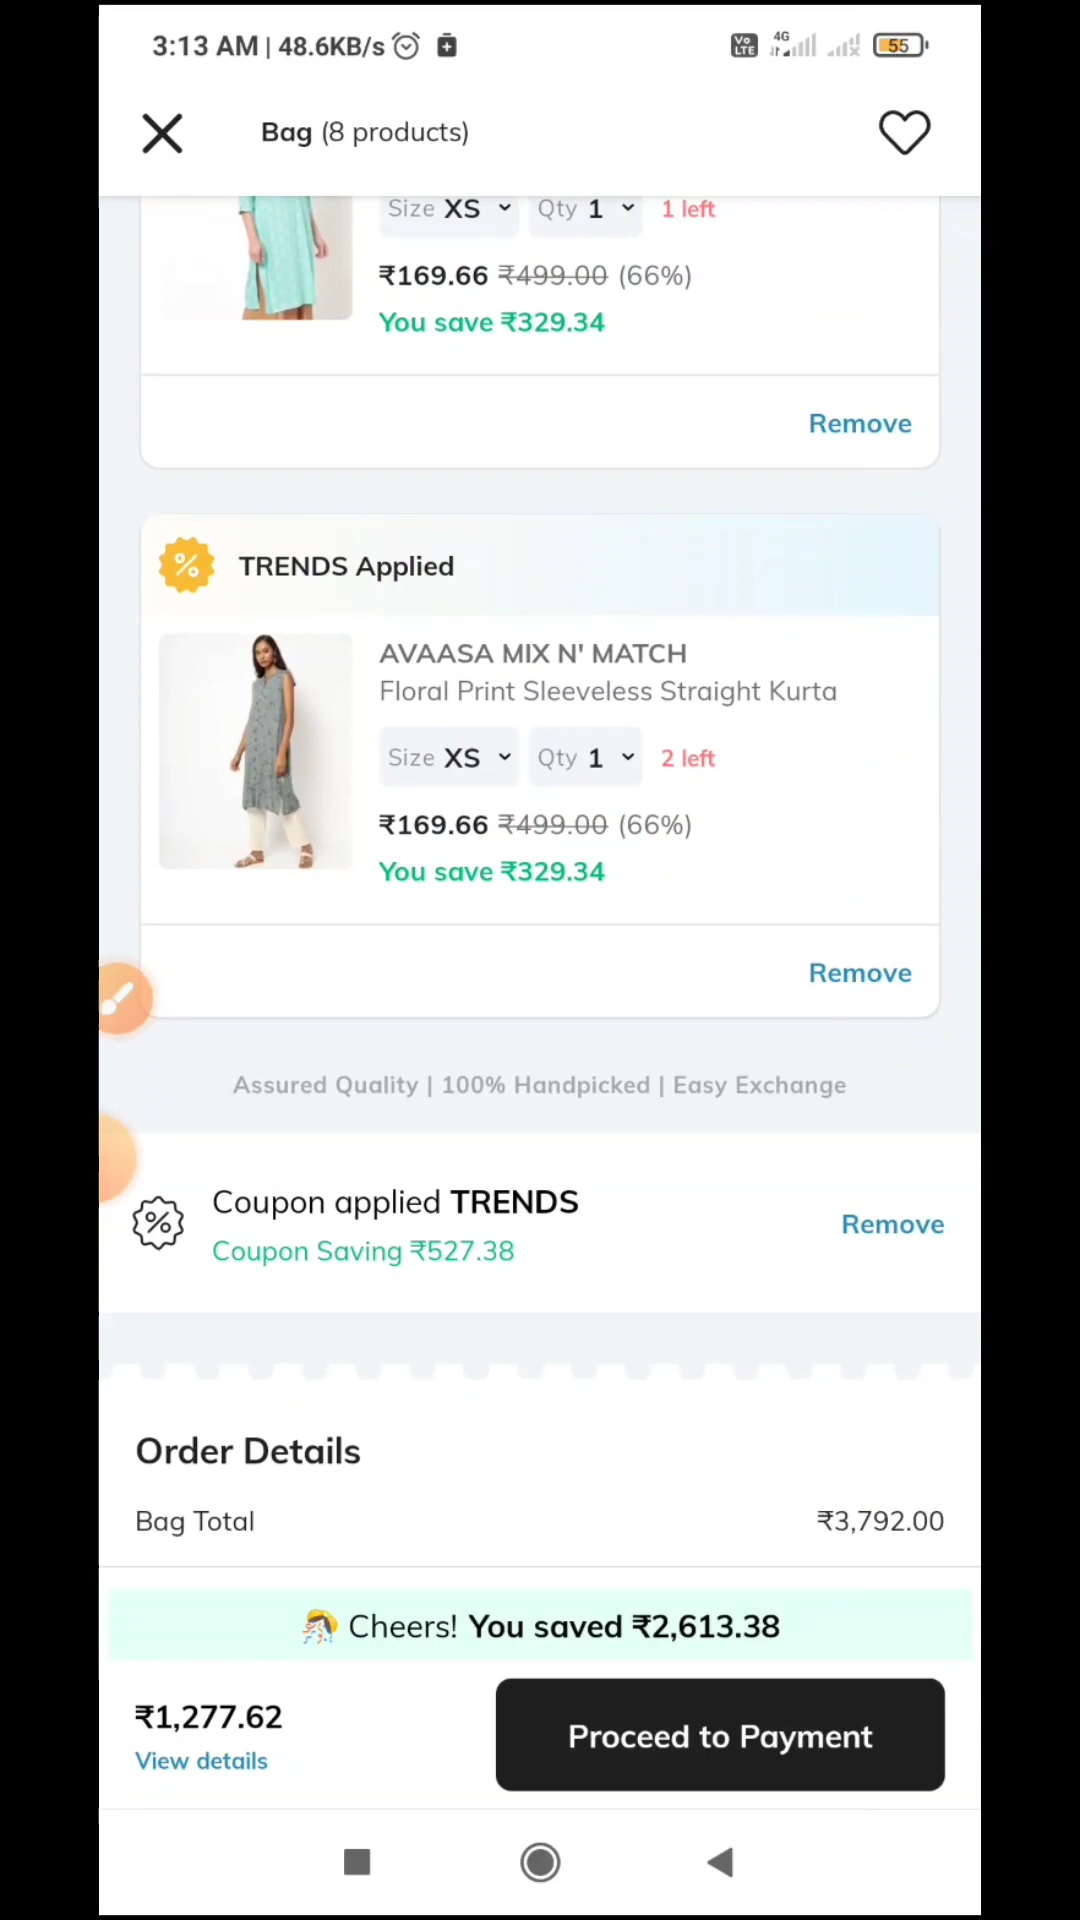 3:13 AM | 48.6KB/s
Vo LTE 4G 55
Bag (8 products)
Size XS Qty 1 1 left
₹169.66 ₹499.00 (66%)
You save ₹329.34
Remove
TRENDS Applied
AVAASA MIX N' MATCH
Floral Print Sleeveless Straight Kurta
Size XS Qty 1 2 left
₹169.66 ₹499.00 (66%)
You save ₹329.34
Remove
Assured Quality | 100% Handpicked | Easy Exchange
Coupon applied TRENDS
Coupon Saving ₹527.38
Remove
Order Details
Bag Total ₹3,792.00
Cheers! You saved ₹2,613.38
₹1,277.62
View details
Proceed to Payment